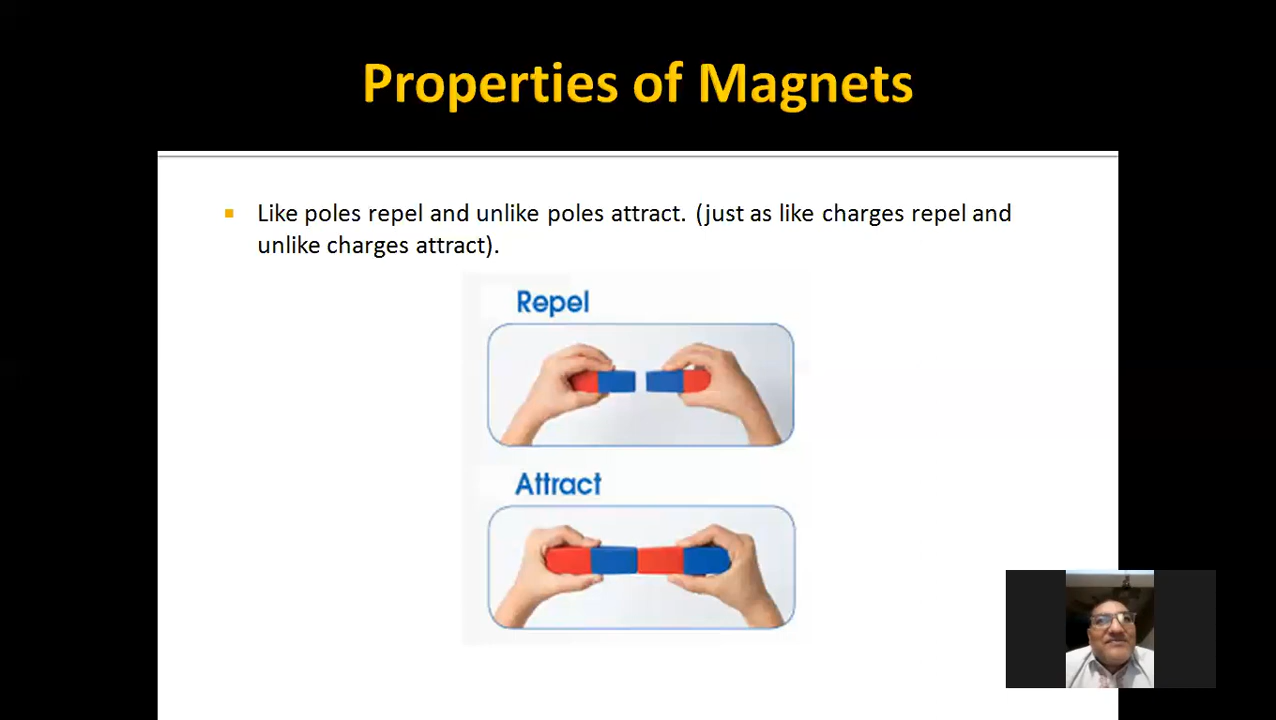 Properties of Magnets
Like poles repel and unlike poles attract. (just as like charges repel and
unlike charges attract).
Repel
Attract